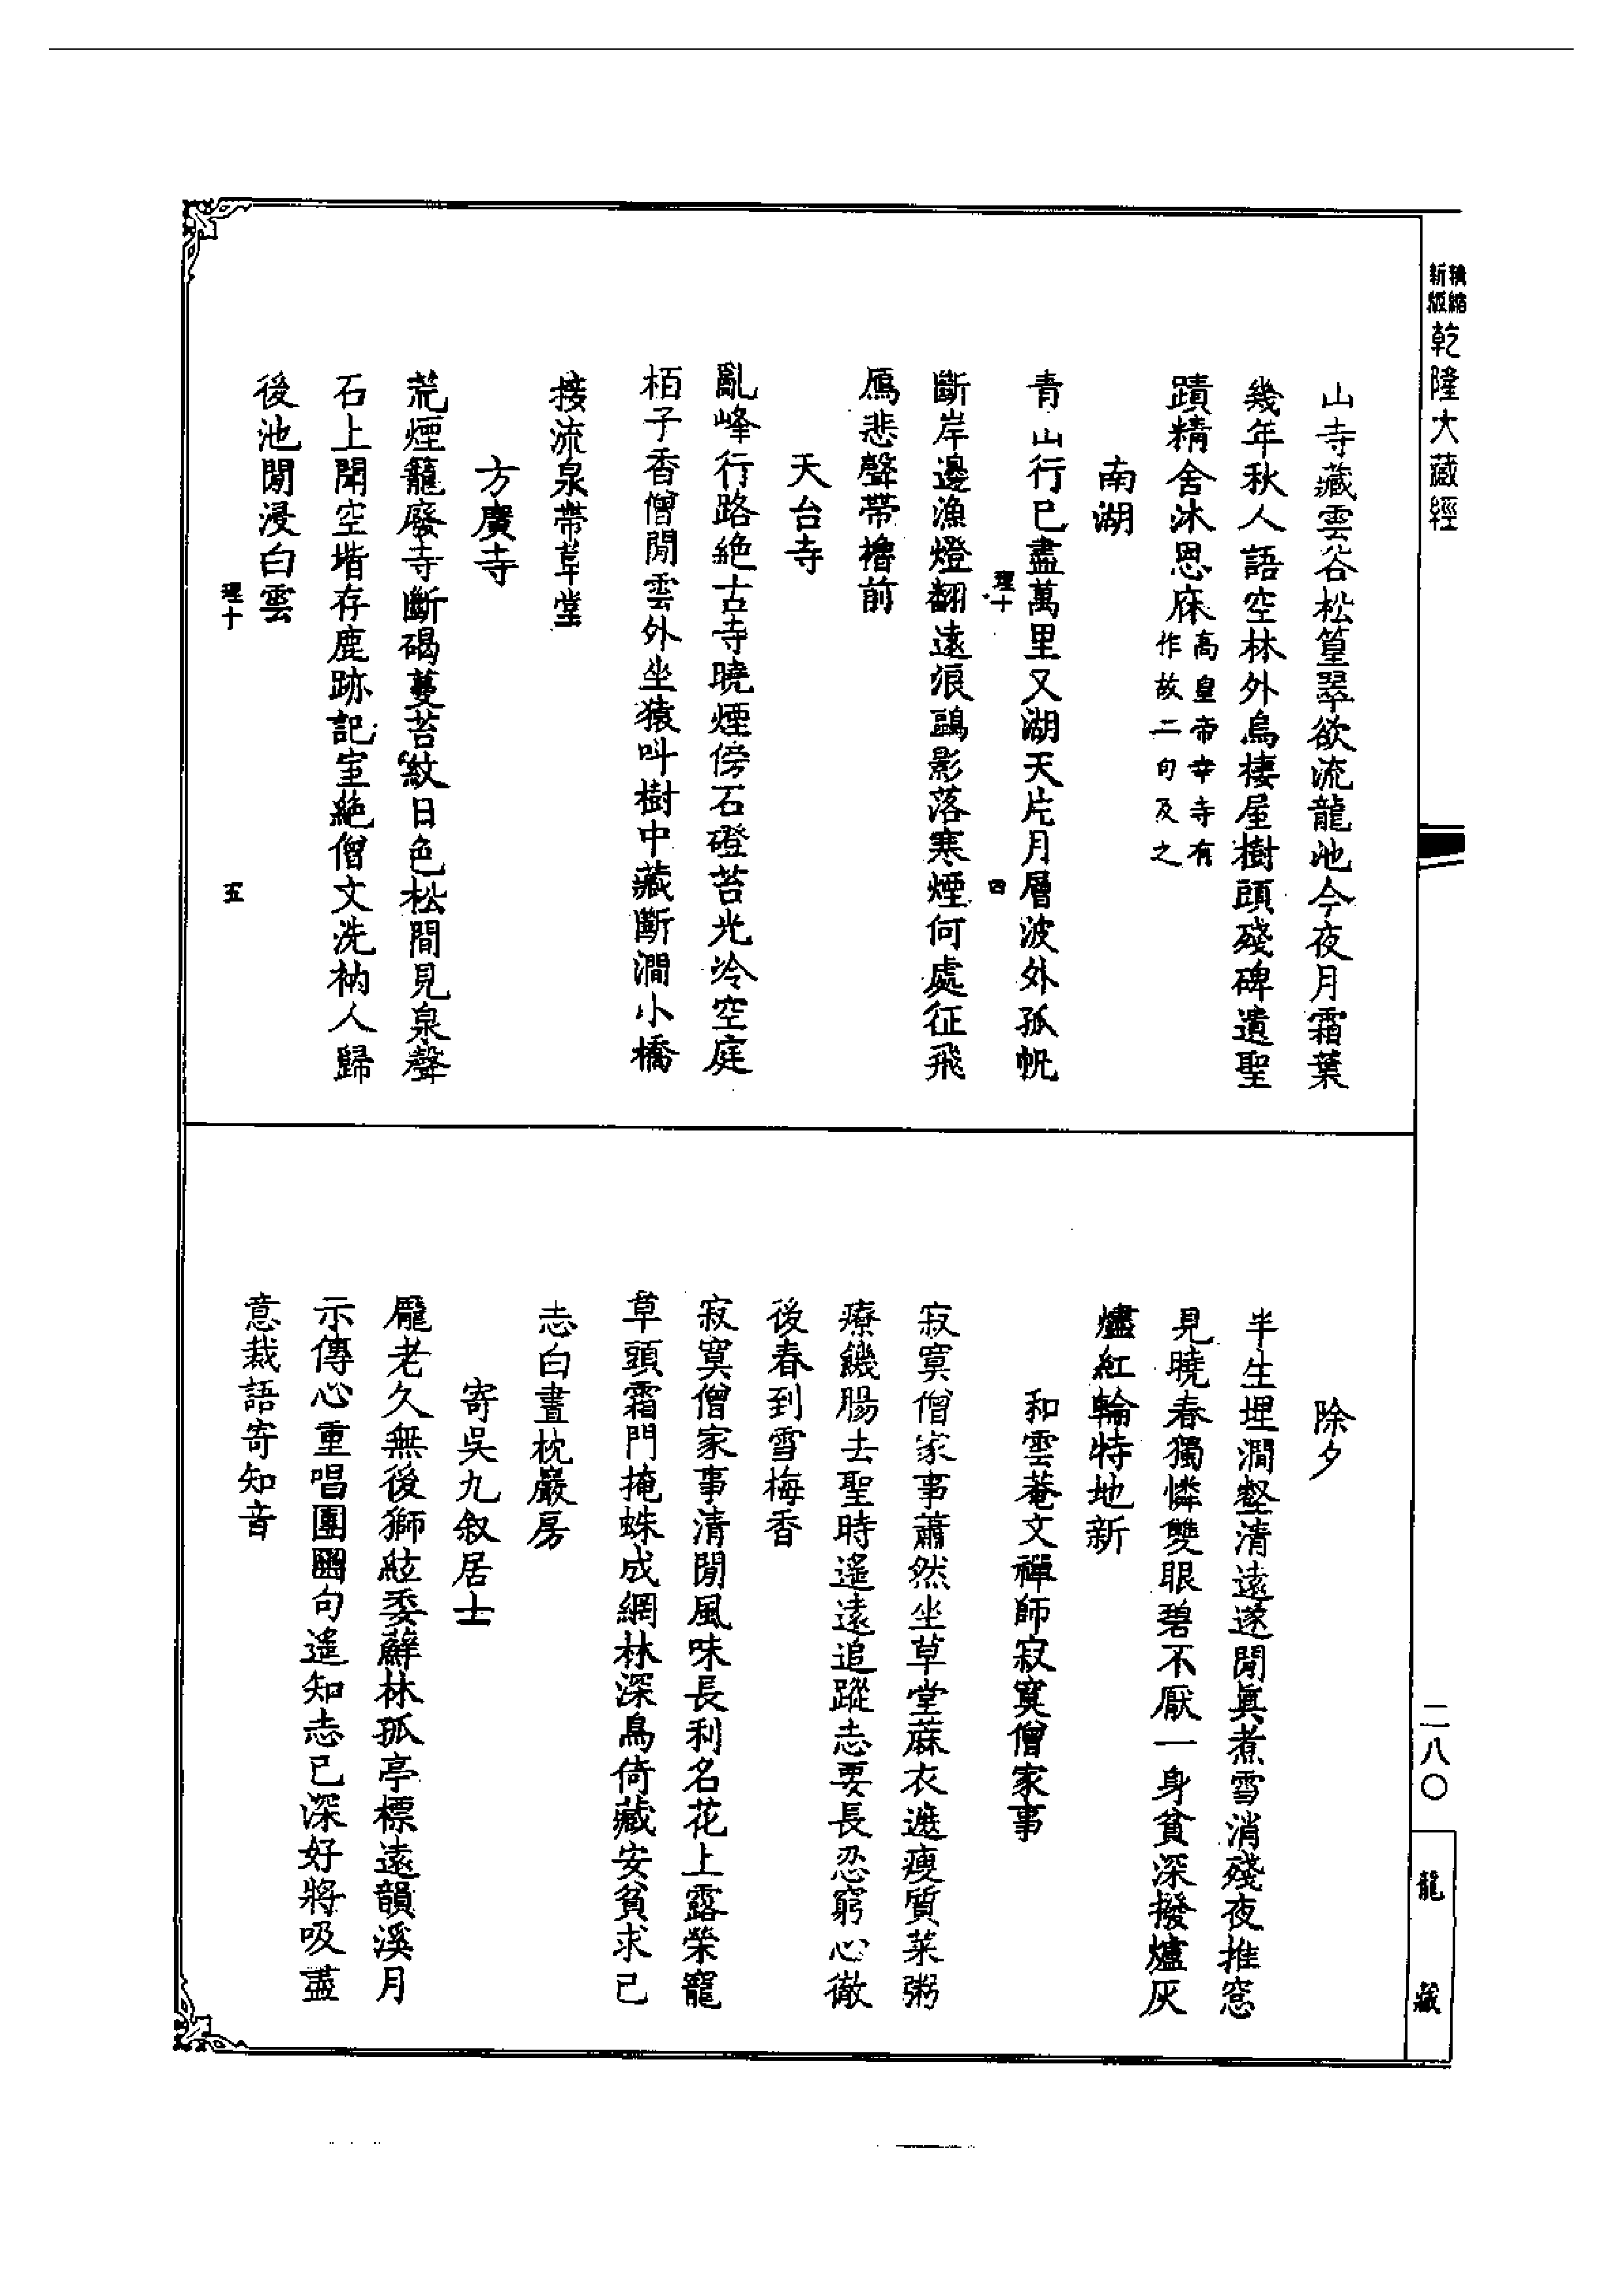 精縮新版乾隆大藏經
山寺藏雲谷松篁翠欲流龍池今夜月霜葉
幾年秋人語空林外烏棲屋樹頭殘碑遺聖
蹟精舍沐恩庥高皇帝幸寺有作故二句及之
南湖
青山行已盡萬里又湖天片月層波外孤帆
理十 四
斷岸邊漁燈翻遠浪鷗影落寒煙何處征飛
鴈悲聲帶櫓前
天台寺
亂峰行路絕古寺曉煙傍石磴苔光冷空庭
栢子香僧閒雲外坐猿叫樹中藏斷澗小橋
接流泉帶草堂
方廣寺
荒煙籠廢寺斷碣蔓苔紋日色松間見泉聲
石上聞空堦存鹿跡記室絕僧文洗衲人歸
後池閒浸白雲
理十 五
除夕
半生埋澗壑清遠遂閒眞煮雪消殘夜推窓
見曉春獨憐雙眼碧不厭一身貧深撥爐灰
燼紅輪特地新
和雲菴文禪師寂寞僧家事
寂寞僧家事蕭然坐草堂蔴衣遮瘦質菜粥
療饑腸去聖時遙遠追蹤志要長忍窮心徹
後春到雪梅香
寂寞僧家事清閒風味長利名花上露榮寵
草頭霜門掩蛛成網林深鳥倚藏安貧求己
志白晝枕巖房
寄吳九叙居士
龐老久無後獅絃委蘚林孤亭標遠韻溪月
示傳心重唱團圞句遙知志已深好將吸盡
意裁語寄知音
二八〇
龍藏